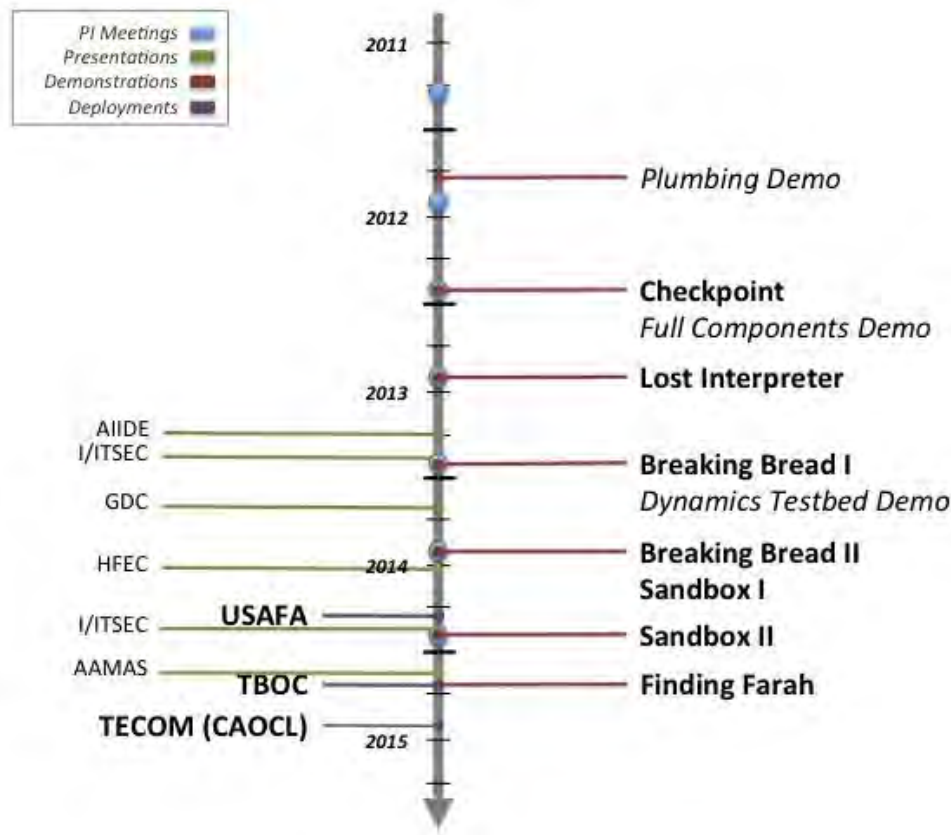 PI Meetings
Presentations
Demonstrations
Deployments
2011
Plumbing Demo
2012
Checkpoint
Full Components Demo
Lost Interpreter
2013
AIIDE
I/ITSEC
Breaking Bread I
Dynamics Testbed Demo
GDC
Breaking Bread II
HFEC
2014
Sandbox I
USAFA
I/ITSEC
Sandbox II
AAMAS
TBOC
Finding Farah
TECOM (CAOCL)
2015